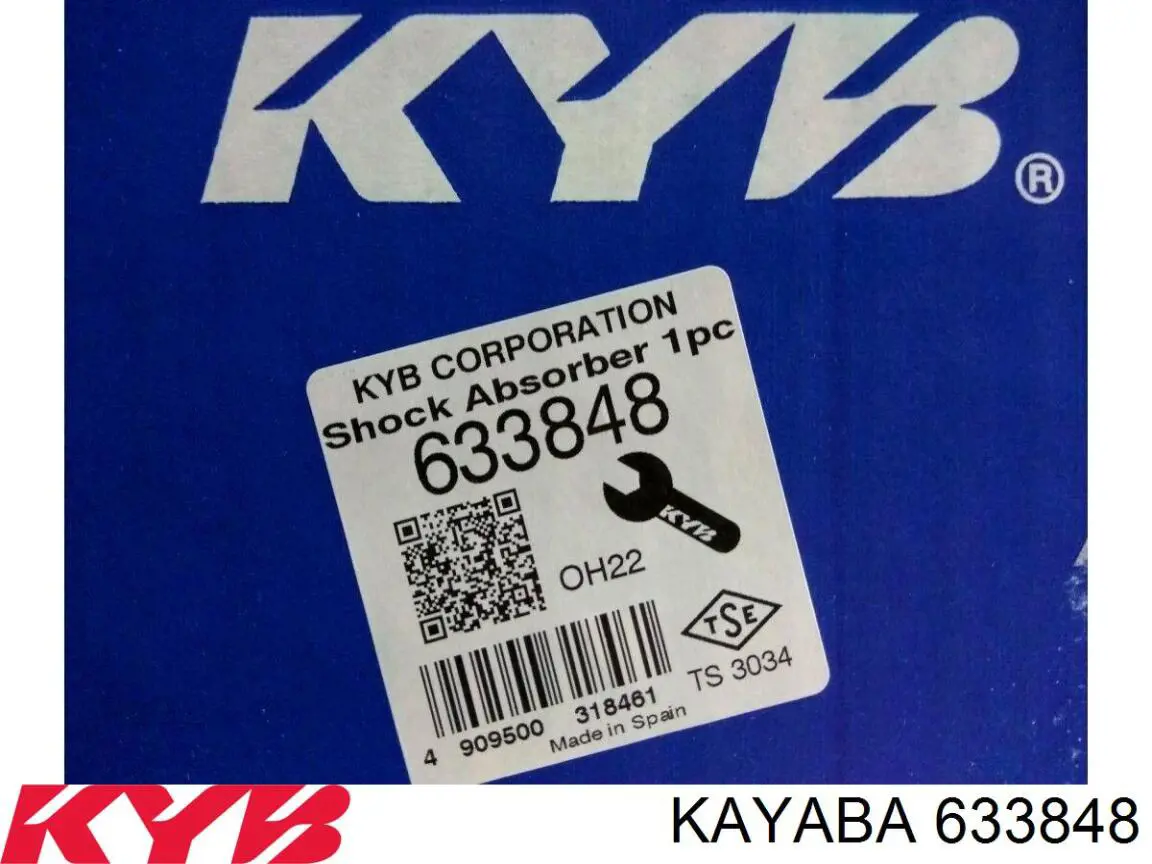 KYB®
KYB CORPORATION
Shock Absorber 1pc
633848
KYB
OH22
TSE
TS 3034
4 909500 318461
Made in Spain
KYB
KAYABA 633848